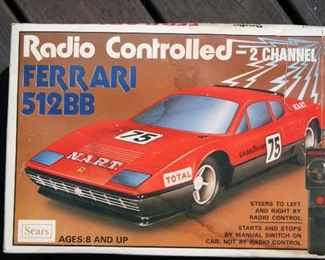 Radio Controlled
2 CHANNEL
FERRARI
512BB
75
N.A.R.T.
GOODYEAR
75
TOTAL
STEERS TO LEFT
AND RIGHT BY
RADIO CONTROL
STARTS AND STOPS
BY MANUAL SWITCH ON
CAR, NOT BY RADIO CONTROL
Sears
AGES: 8 AND UP